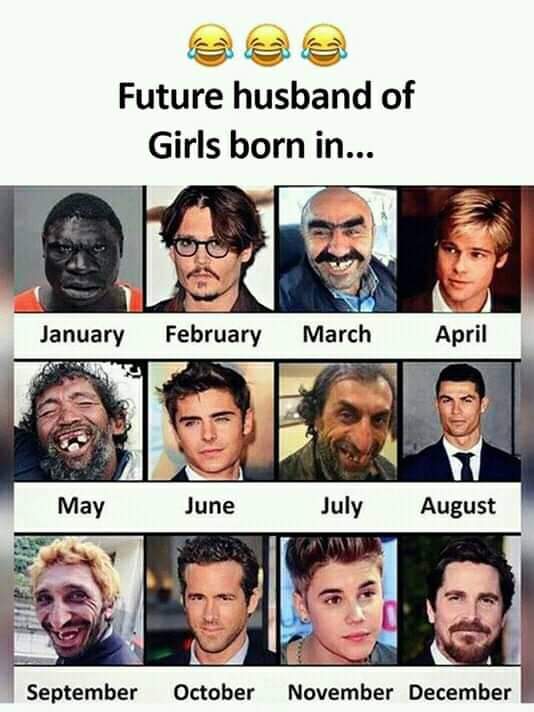 Future husband of
Girls born in...
January February March April
May June July August
September October November December